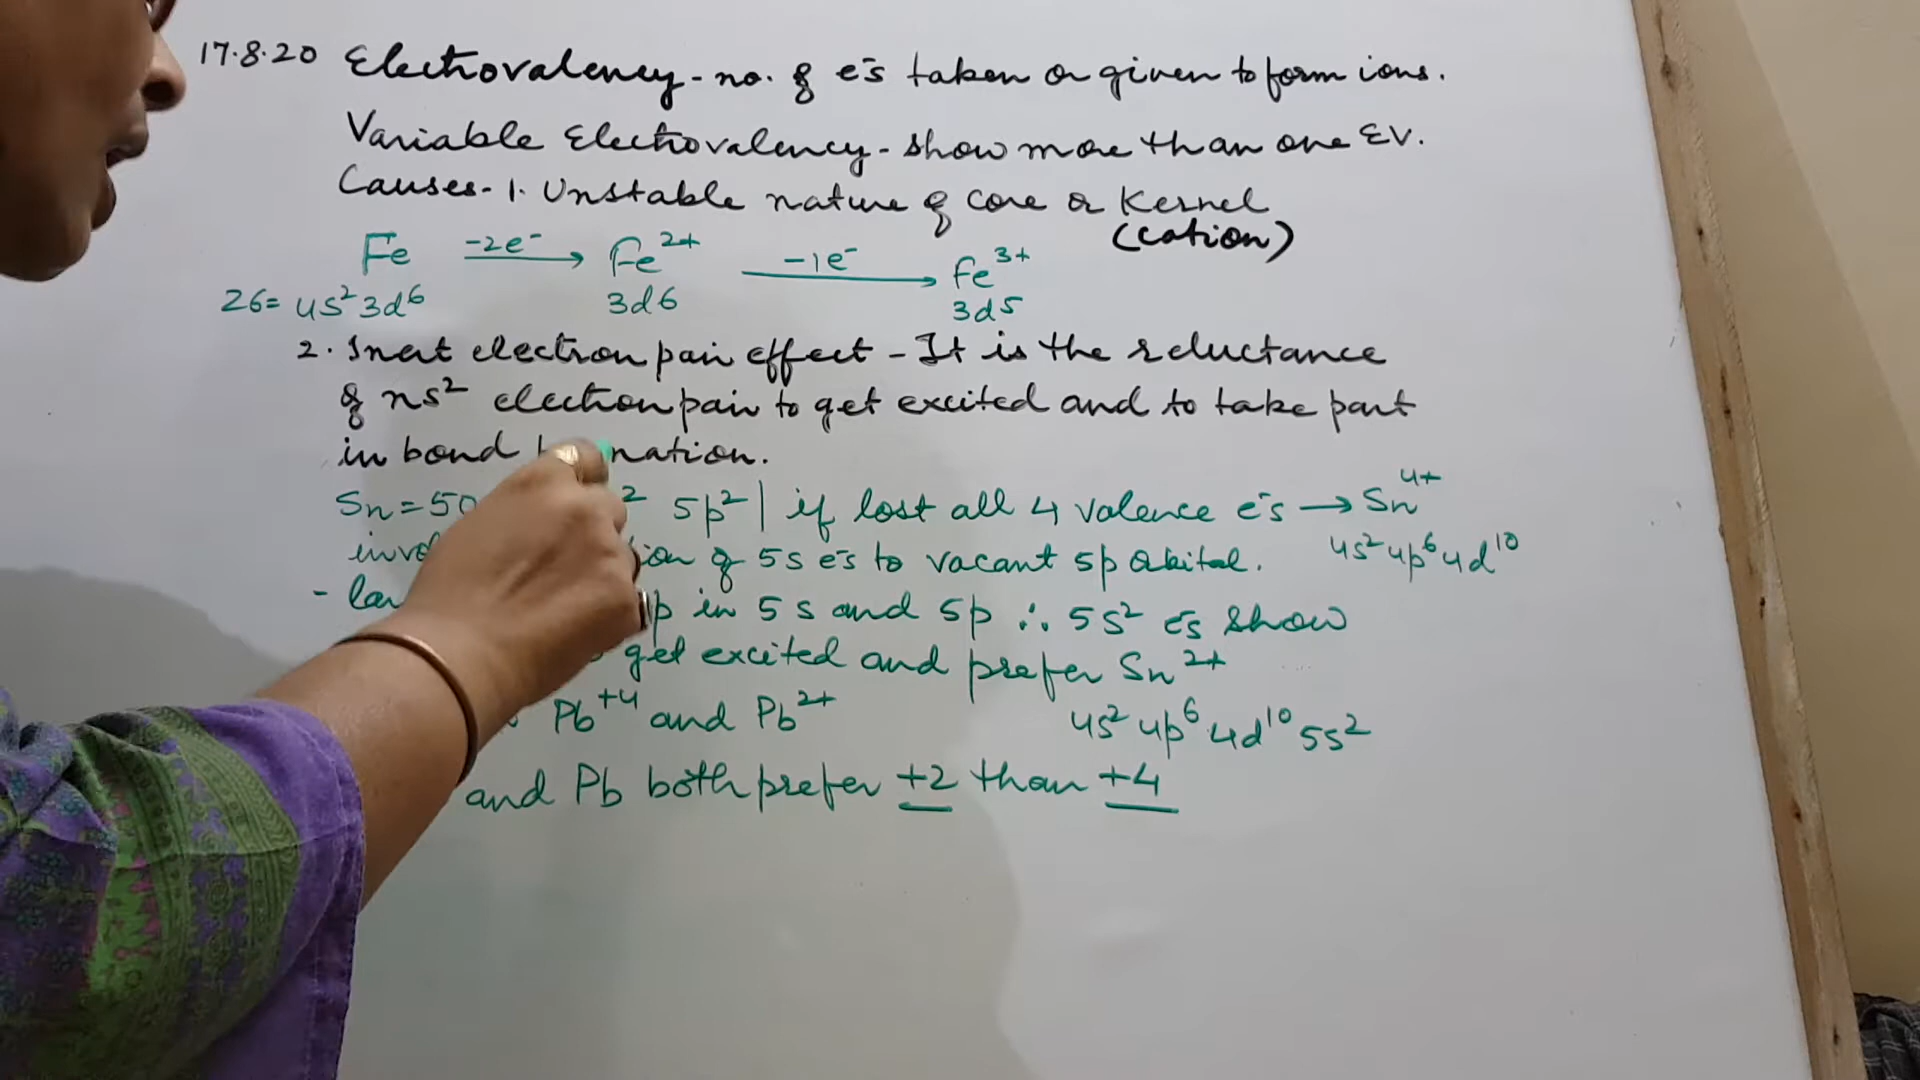 17.8.20 Electrovalency - no. of e⁻s taken or given to form ions.
Variable Electrovalency - show more than one EV.
Causes - 1. Unstable nature of core or Kernel
(cation)
Fe -2e⁻ → Fe²⁺ -1e⁻ → Fe³⁺
26= 4s² 3d⁶ 3d6 3d5
2. Inert electron pair effect - It is the reluctance
of ns² electron pair to get excited and to take part
in bond formation.
Sn = 50 ² 5p² | if lost all 4 valence e⁻s → Sn⁴⁺
of 5s e⁻s to vacant 5p orbital. 4s² 4p⁶ 4d¹⁰
- in 5s and 5p ∴ 5s² e⁻s show
get excited and prefer Sn²⁺
Pb⁺⁴ and Pb²⁺ 4s² 4p⁶ 4d¹⁰ 5s²
and Pb both prefer +2 than +4